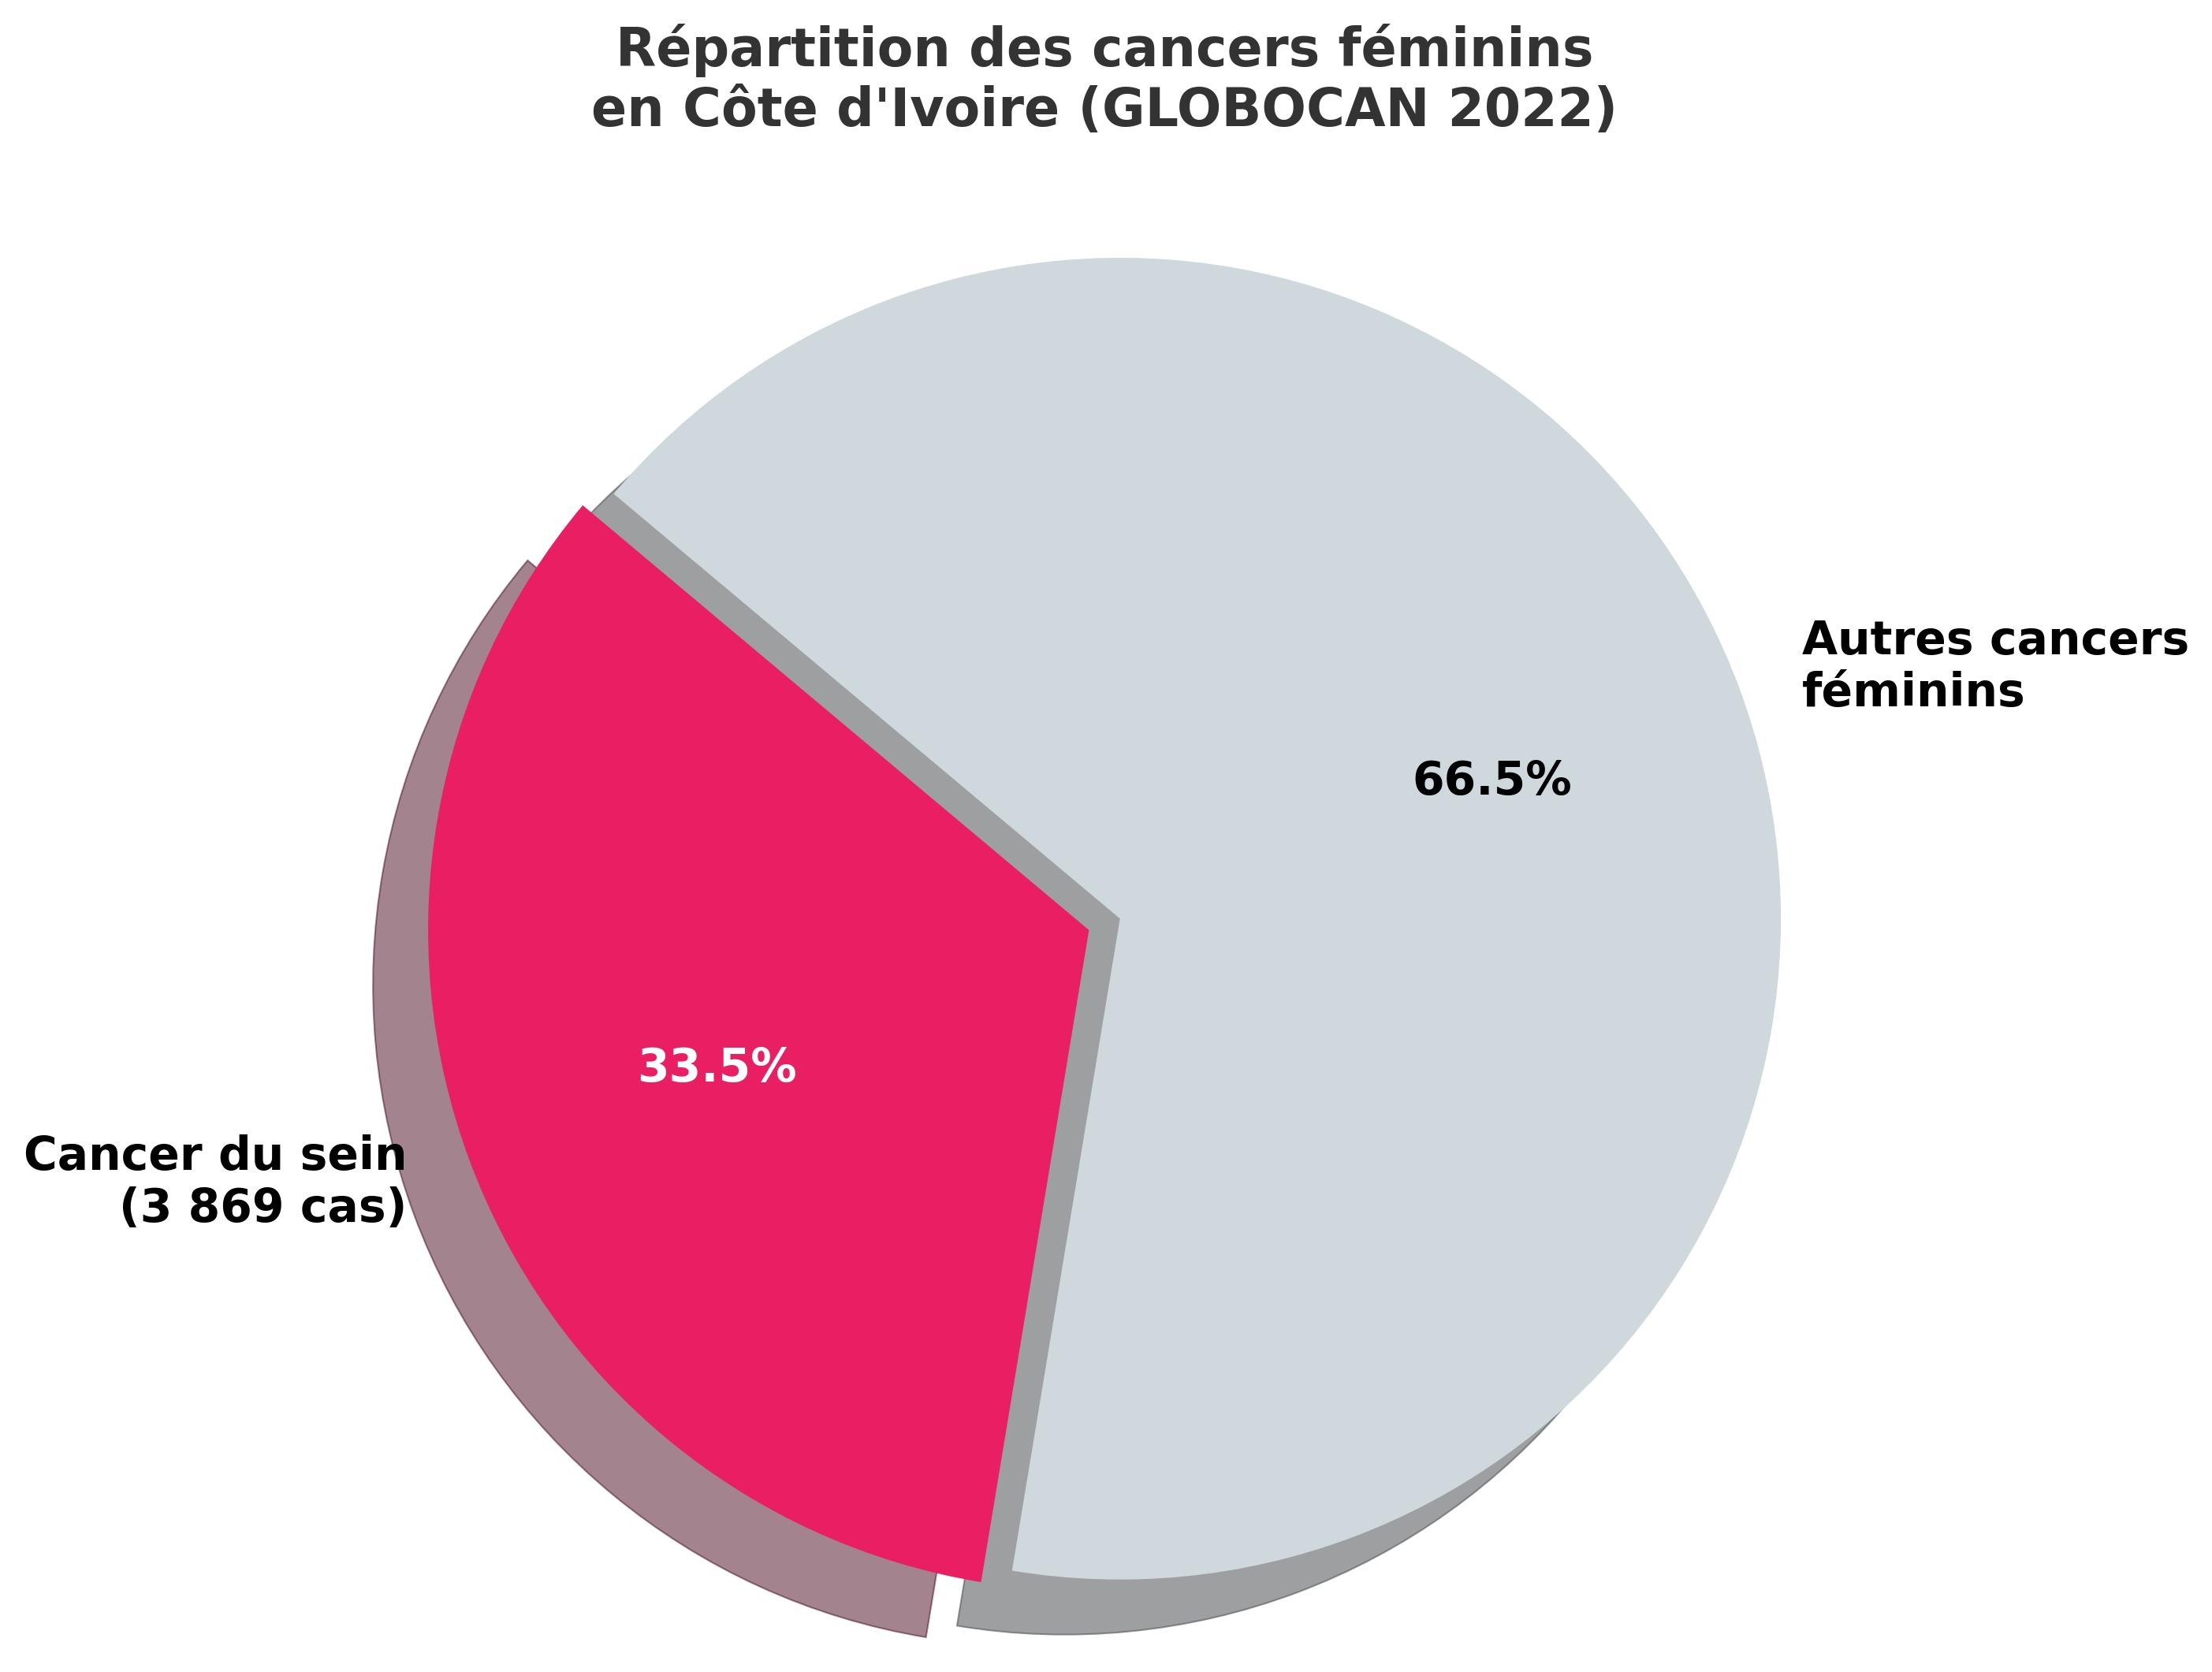 Répartition des cancers féminins
en Côte d'Ivoire (GLOBOCAN 2022)
Autres cancers
féminins
66.5%
33.5%
Cancer du sein
(3 869 cas)